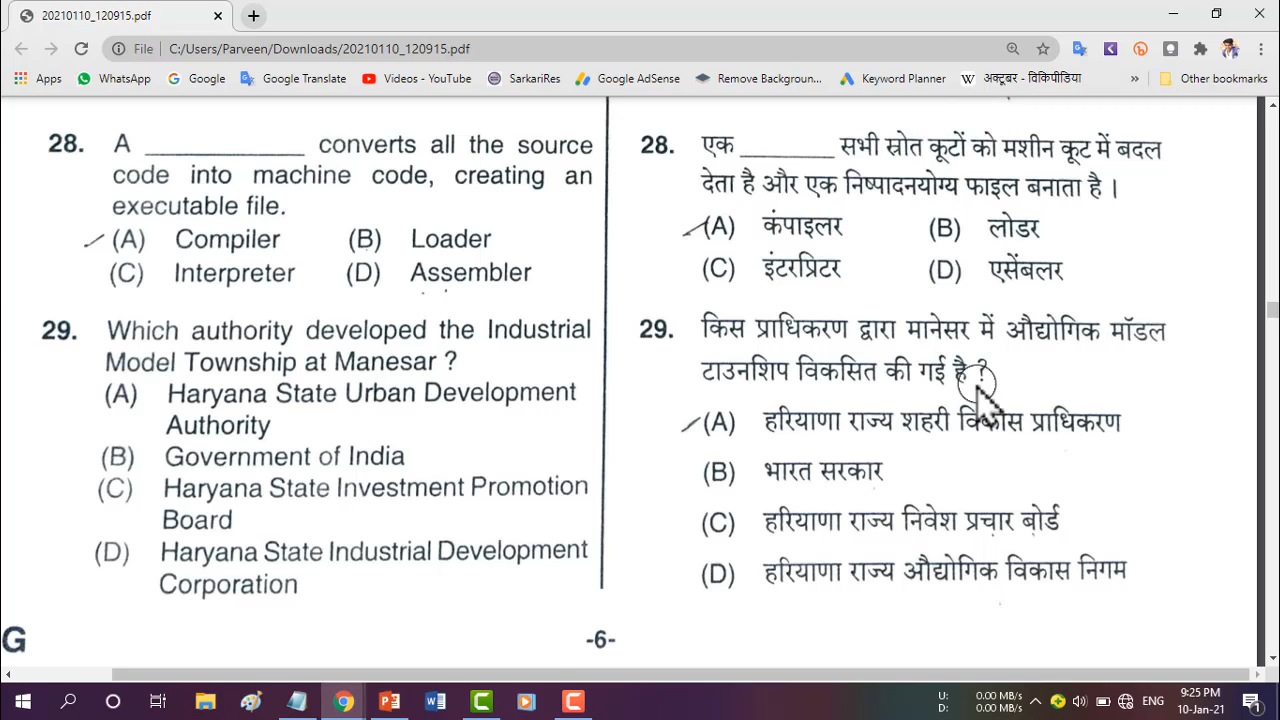 20210110_120915.pdf
File C:/Users/Parveen/Downloads/20210110_120915.pdf
Apps WhatsApp Google Google Translate Videos - YouTube SarkariRes Google AdSense Remove Backgroun... Keyword Planner अक्टूबर - विकिपीडिया Other bookmarks
28. A __________ converts all the source
code into machine code, creating an
executable file.
(A) Compiler (B) Loader
(C) Interpreter (D) Assembler
29. Which authority developed the Industrial
Model Township at Manesar ?
(A) Haryana State Urban Development
Authority
(B) Government of India
(C) Haryana State Investment Promotion
Board
(D) Haryana State Industrial Development
Corporation
28. एक ________ सभी स्रोत कूटों को मशीन कूट में बदल
देता है और एक निष्पादनयोग्य फाइल बनाता है ।
(A) कंपाइलर (B) लोडर
(C) इंटरप्रिटर (D) एसेंबलर
29. किस प्राधिकरण द्वारा मानेसर में औद्योगिक मॉडल
टाउनशिप विकसित की गई है ?
(A) हरियाणा राज्य शहरी विकास प्राधिकरण
(B) भारत सरकार
(C) हरियाणा राज्य निवेश प्रचार बोर्ड
(D) हरियाणा राज्य औद्योगिक विकास निगम
G -6-
U: 0.00 MB/s
D: 0.00 MB/s
ENG
9:25 PM
10-Jan-21